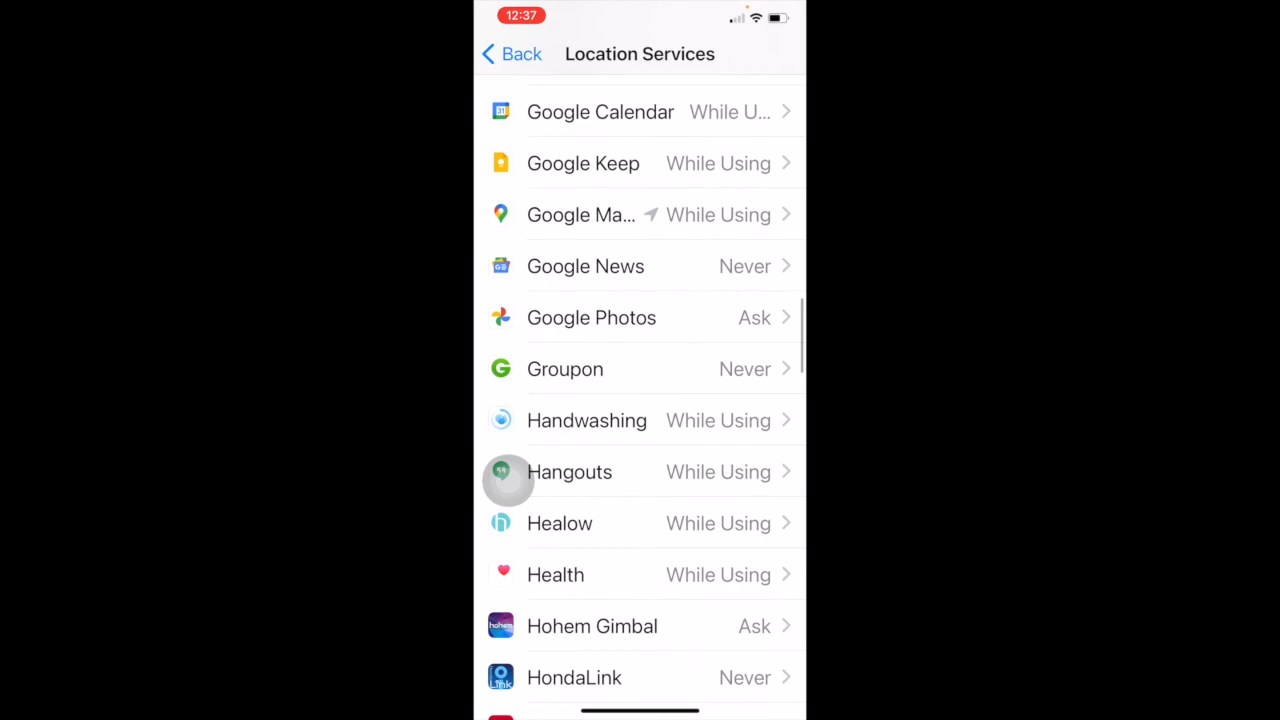 12:37
Back Location Services
Google Calendar While U...
Google Keep While Using
Google Ma... While Using
Google News Never
Google Photos Ask
Groupon Never
Handwashing While Using
Hangouts While Using
Healow While Using
Health While Using
hohem Hohem Gimbal Ask
Link HondaLink Never